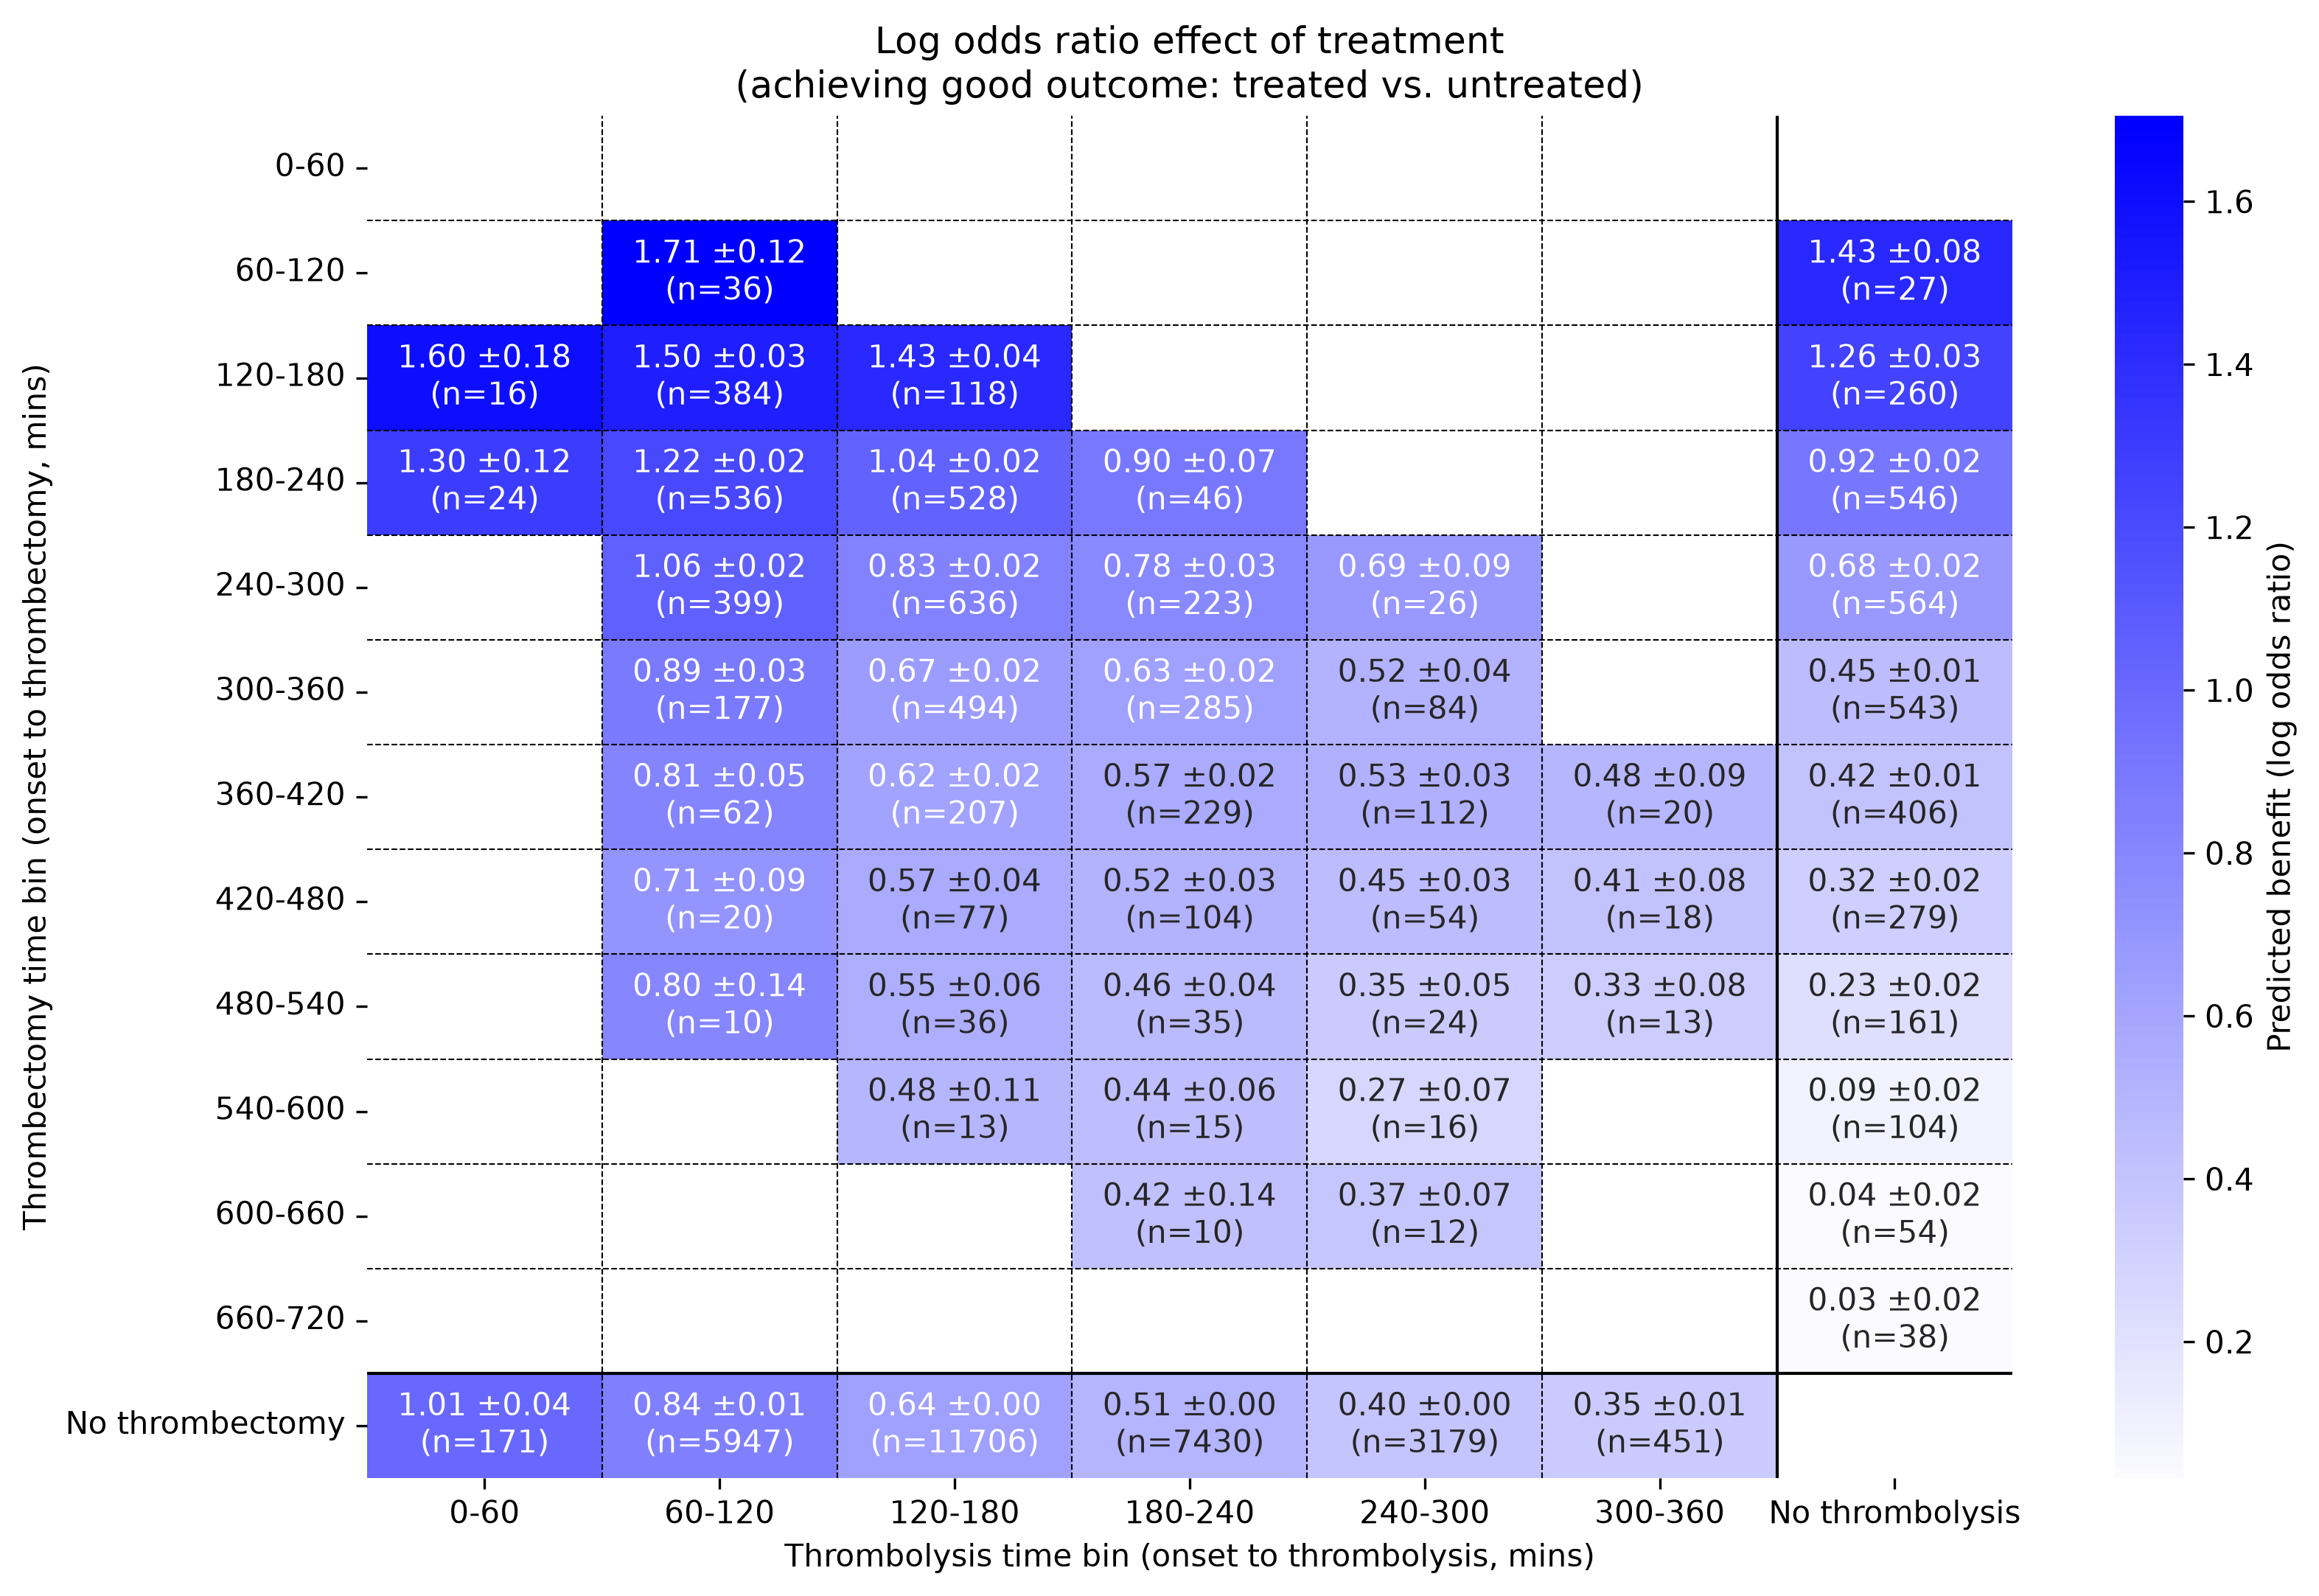 Log odds ratio effect of treatment
(achieving good outcome: treated vs. untreated)
Thrombectomy time bin (onset to thrombectomy, mins)
0-60
60-120
1.71 ±0.12
(n=36)
1.43 ±0.08
(n=27)
120-180
1.60 ±0.18
(n=16)
1.50 ±0.03
(n=384)
1.43 ±0.04
(n=118)
1.26 ±0.03
(n=260)
180-240
1.30 ±0.12
(n=24)
1.22 ±0.02
(n=536)
1.04 ±0.02
(n=528)
0.90 ±0.07
(n=46)
0.92 ±0.02
(n=546)
240-300
1.06 ±0.02
(n=399)
0.83 ±0.02
(n=636)
0.78 ±0.03
(n=223)
0.69 ±0.09
(n=26)
0.68 ±0.02
(n=564)
300-360
0.89 ±0.03
(n=177)
0.67 ±0.02
(n=494)
0.63 ±0.02
(n=285)
0.52 ±0.04
(n=84)
0.45 ±0.01
(n=543)
360-420
0.81 ±0.05
(n=62)
0.62 ±0.02
(n=207)
0.57 ±0.02
(n=229)
0.53 ±0.03
(n=112)
0.48 ±0.09
(n=20)
0.42 ±0.01
(n=406)
420-480
0.71 ±0.09
(n=20)
0.57 ±0.04
(n=77)
0.52 ±0.03
(n=104)
0.45 ±0.03
(n=54)
0.41 ±0.08
(n=18)
0.32 ±0.02
(n=279)
480-540
0.80 ±0.14
(n=10)
0.55 ±0.06
(n=36)
0.46 ±0.04
(n=35)
0.35 ±0.05
(n=24)
0.33 ±0.08
(n=13)
0.23 ±0.02
(n=161)
540-600
0.48 ±0.11
(n=13)
0.44 ±0.06
(n=15)
0.27 ±0.07
(n=16)
0.09 ±0.02
(n=104)
600-660
0.42 ±0.14
(n=10)
0.37 ±0.07
(n=12)
0.04 ±0.02
(n=54)
660-720
0.03 ±0.02
(n=38)
No thrombectomy
1.01 ±0.04
(n=171)
0.84 ±0.01
(n=5947)
0.64 ±0.00
(n=11706)
0.51 ±0.00
(n=7430)
0.40 ±0.00
(n=3179)
0.35 ±0.01
(n=451)
0-60
60-120
120-180
180-240
240-300
300-360
No thrombolysis
Thrombolysis time bin (onset to thrombolysis, mins)
1.6
1.4
1.2
1.0
0.8
0.6
0.4
0.2
Predicted benefit (log odds ratio)